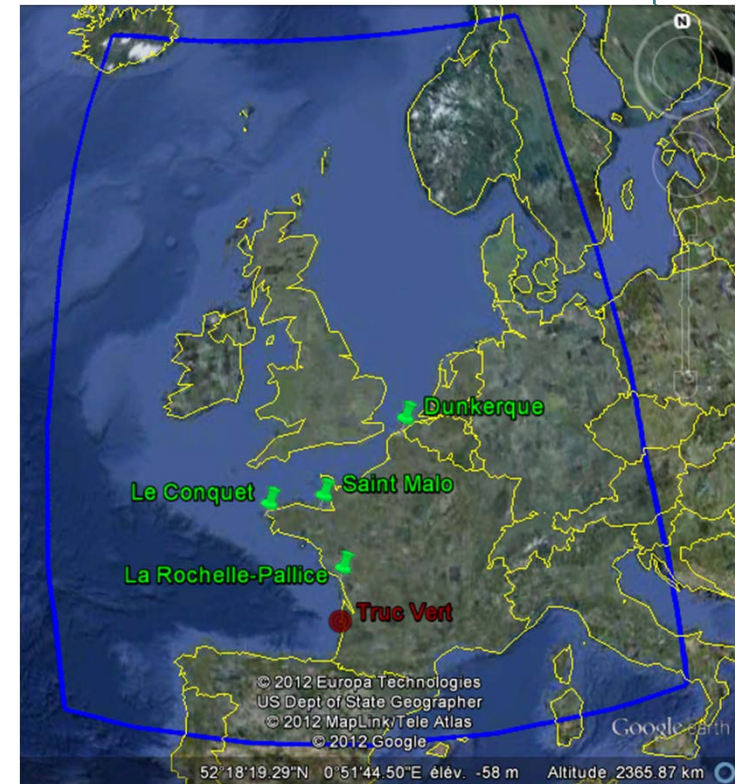 N
Dunkerque
Saint Malo
Le Conquet
La Rochelle-Pallice
Truc Vert
© 2012 Europa Technologies
US Dept of State Geographer
© 2012 MapLink/Tele Atlas
© 2012 Google
Google earth
52°18'19.29"N 0°51'44.50"E élév. -58 m Altitude 2365.87 km